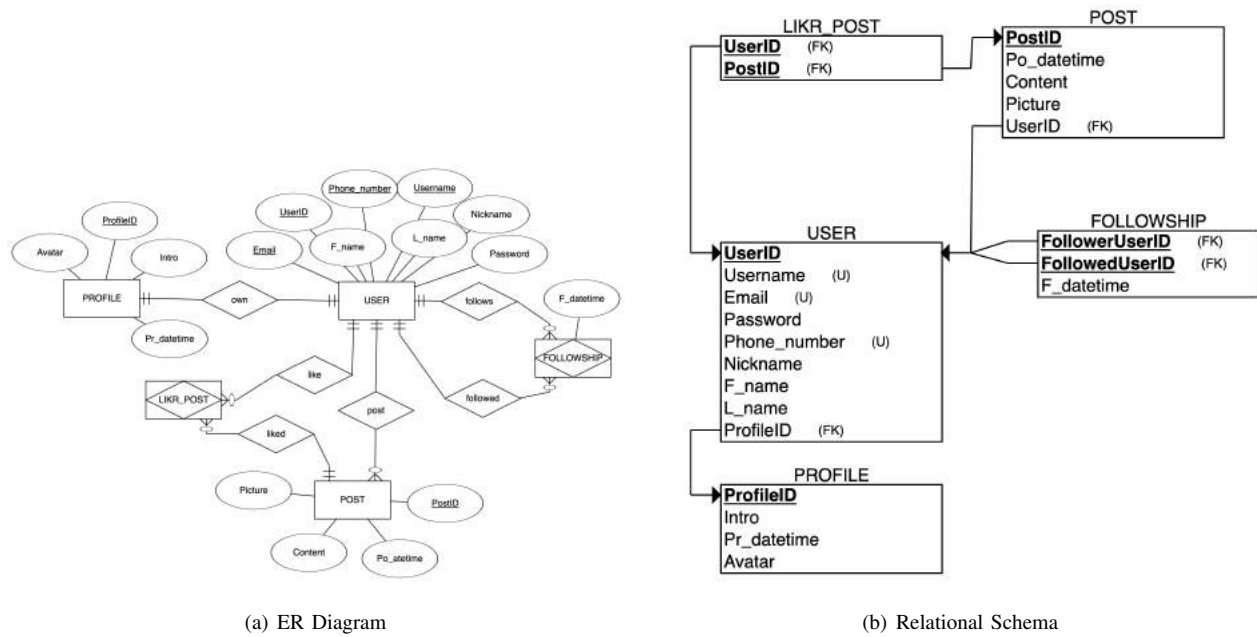 Phone_number
Username
UserID
Nickname
ProfileID
F_name
L_name
Email
Password
Avatar
Intro
PROFILE
own
USER
follows
F_datetime
Pr_datetime
FOLLOWSHIP
like
LIKR_POST
followed
post
liked
Picture
POST
PostID
Content
Po_atetime
(a) ER Diagram
LIKR_POST
UserID (FK)
PostID (FK)
POST
PostID
Po_datetime
Content
Picture
UserID (FK)
FOLLOWSHIP
FollowerUserID (FK)
FollowedUserID (FK)
F_datetime
USER
UserID
Username (U)
Email (U)
Password
Phone_number (U)
Nickname
F_name
L_name
ProfileID (FK)
PROFILE
ProfileID
Intro
Pr_datetime
Avatar
(b) Relational Schema